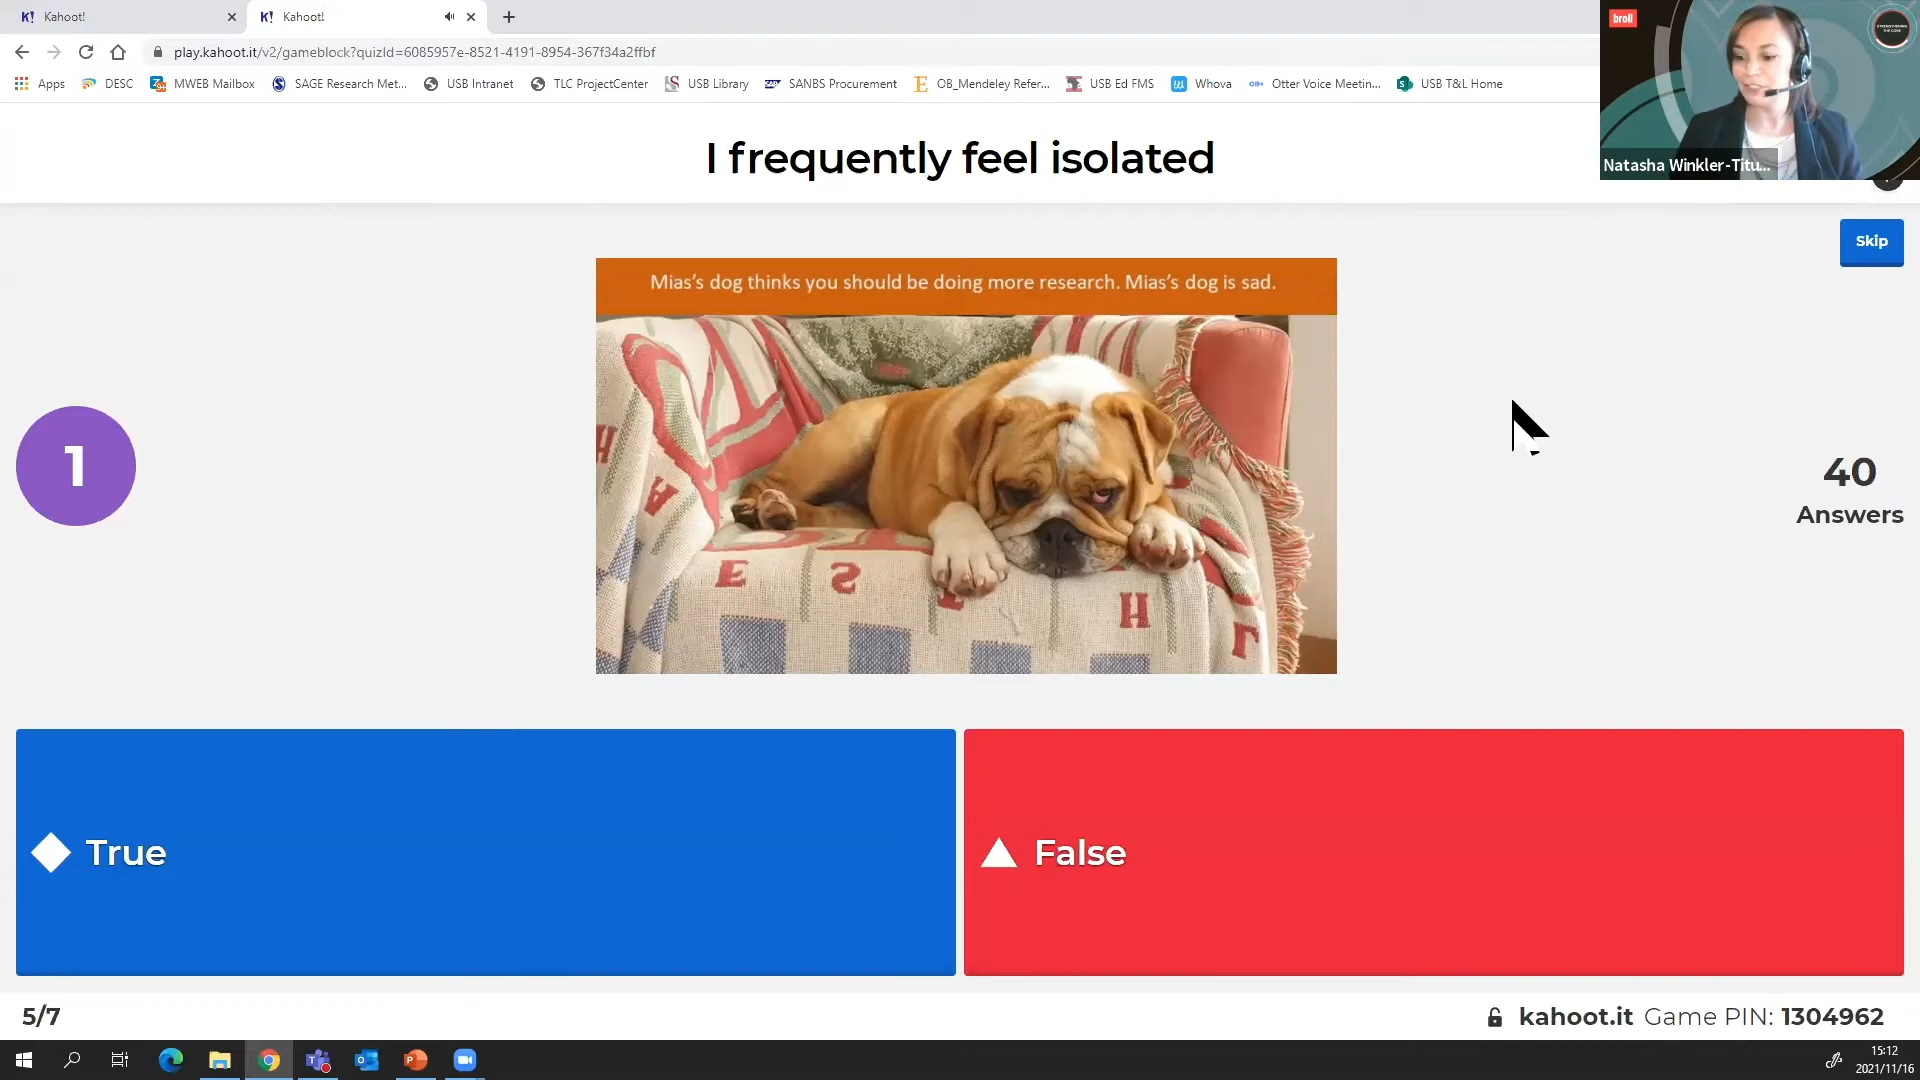 Kahoot!
Kahoot!
play.kahoot.it/v2/gameblock?quizId=6085957e-8521-4191-8954-367f34a2ffbf
Apps DESC MWEB Mailbox SAGE Research Met... USB Intranet TLC ProjectCenter USB Library SANBS Procurement OB_Mendeley Refer... USB Ed FMS Whova Otter Voice Meetin... USB T&L Home
broll
STRENGTHENING
THE CORE
Natasha Winkler-Titu...
I frequently feel isolated
Skip
Mias's dog thinks you should be doing more research. Mias's dog is sad.
1
40
Answers
True
False
5/7
kahoot.it Game PIN: 1304962
15:12
2021/11/16